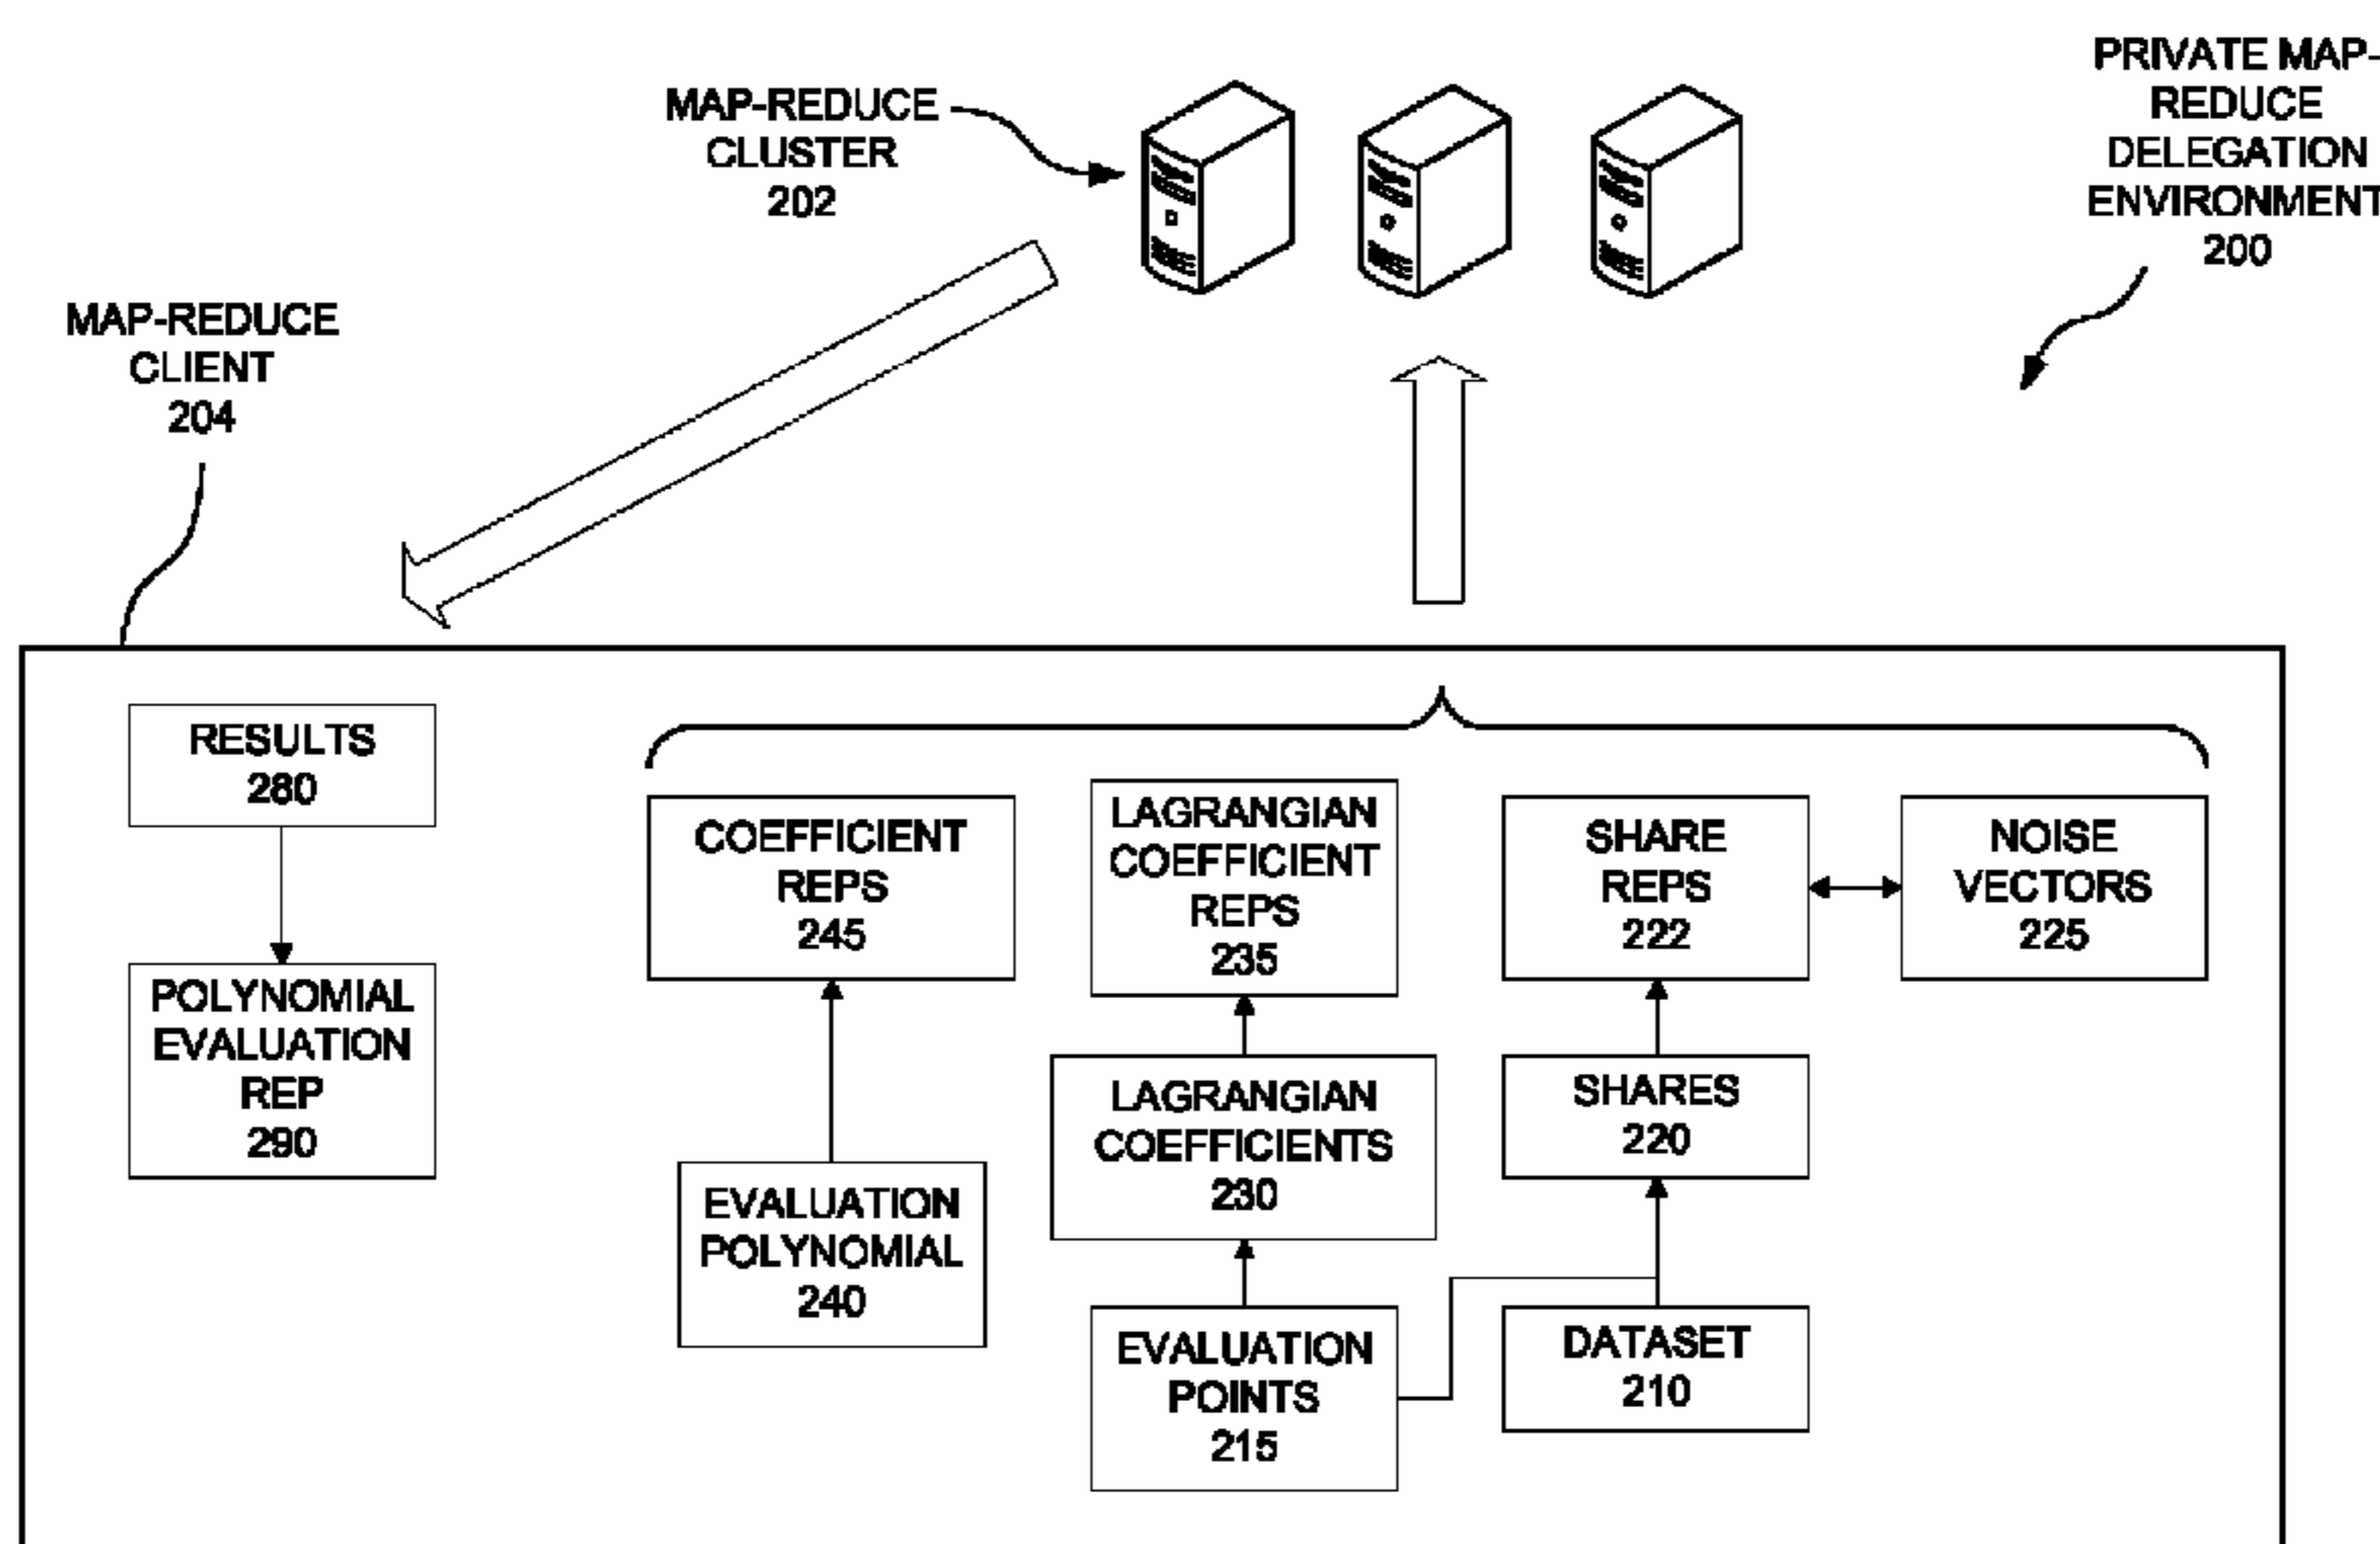 PRIVATE MAP-
REDUCE
DELEGATION
ENVIRONMENT
200
MAP-REDUCE
CLUSTER
202
MAP-REDUCE
CLIENT
204
RESULTS
280
POLYNOMIAL
EVALUATION
REP
290
COEFFICIENT
REPS
245
EVALUATION
POLYNOMIAL
240
LAGRANGIAN
COEFFICIENT
REPS
235
LAGRANGIAN
COEFFICIENTS
230
EVALUATION
POINTS
215
SHARE
REPS
222
NOISE
VECTORS
225
SHARES
220
DATASET
210